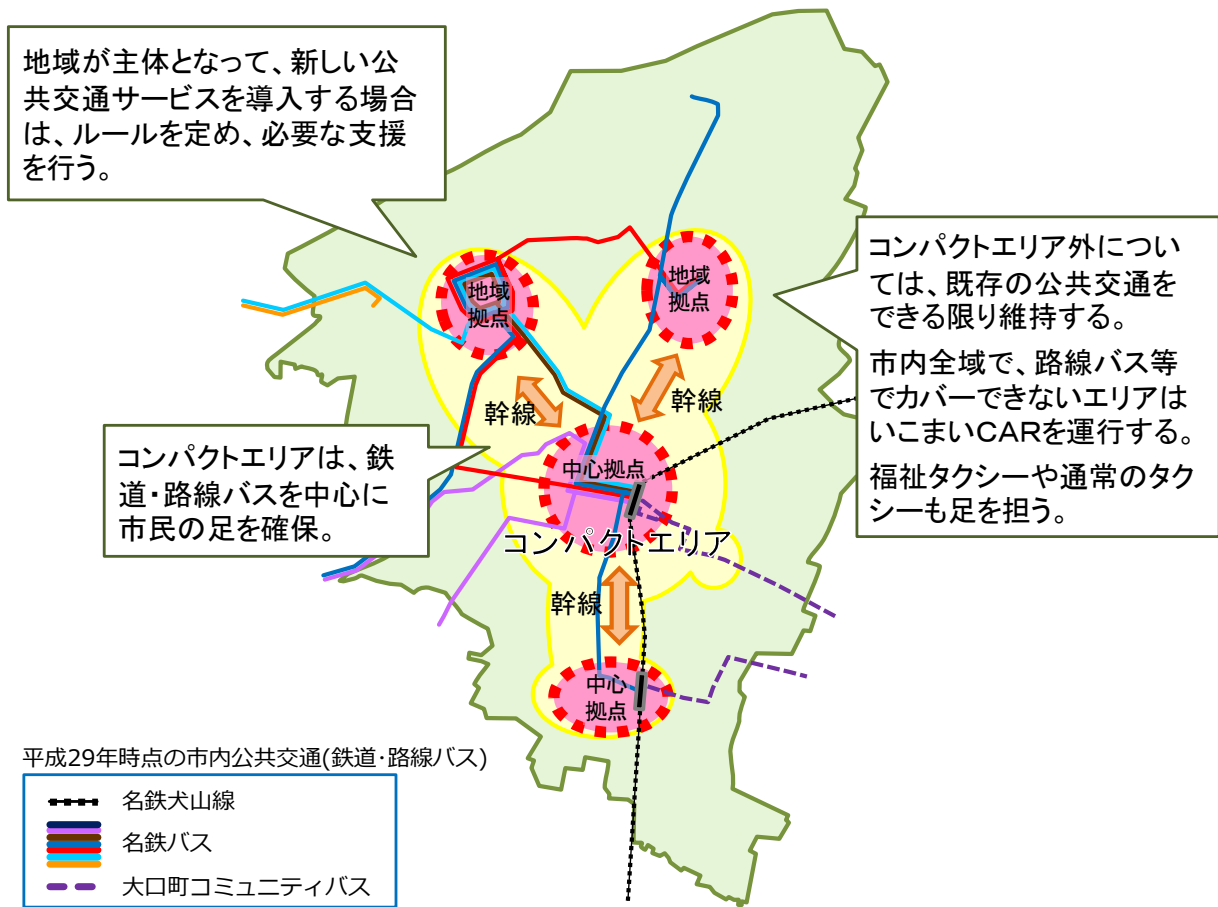 地域が主体となって、新しい公
共交通サービスを導入する場合
は、ルールを定め、必要な支援
を行う。
コンパクトエリア外につい
ては、既存の公共交通を
できる限り維持する。
市内全域で、路線バス等
でカバーできないエリアは
いこまいCARを運行する。
福祉タクシーや通常のタク
シーも足を担う。
地域
拠点
地域
拠点
幹線
幹線
コンパクトエリアは、鉄
道・路線バスを中心に
市民の足を確保。
中心拠点
コンパクトエリア
幹線
中心
拠点
平成29年時点の市内公共交通(鉄道・路線バス)
名鉄犬山線
名鉄バス
大口町コミュニティバス